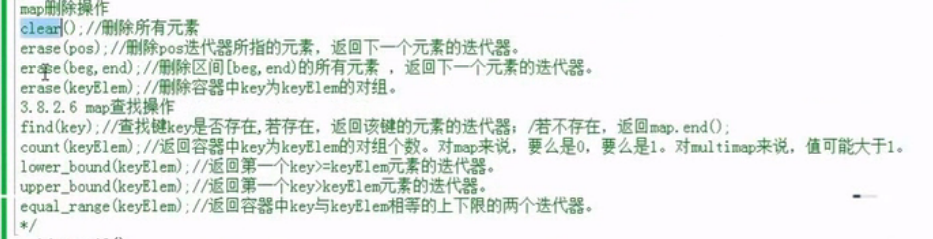 map删除操作
clear();//删除所有元素
erase(pos);//删除pos迭代器所指的元素，返回下一个元素的迭代器。
erase(beg,end);//删除区间[beg,end)的所有元素 ，返回下一个元素的迭代器。
erase(keyElem);//删除容器中key为keyElem的对组。
3.8.2.6 map查找操作
find(key);//查找键key是否存在,若存在，返回该键的元素的迭代器；/若不存在，返回map.end();
count(keyElem);//返回容器中key为keyElem的对组个数。对map来说，要么是0，要么是1。对multimap来说，值可能大于1。
lower_bound(keyElem);//返回第一个key>=keyElem元素的迭代器。
upper_bound(keyElem);//返回第一个key>keyElem元素的迭代器。
equal_range(keyElem);//返回容器中key与keyElem相等的上下限的两个迭代器。
*/